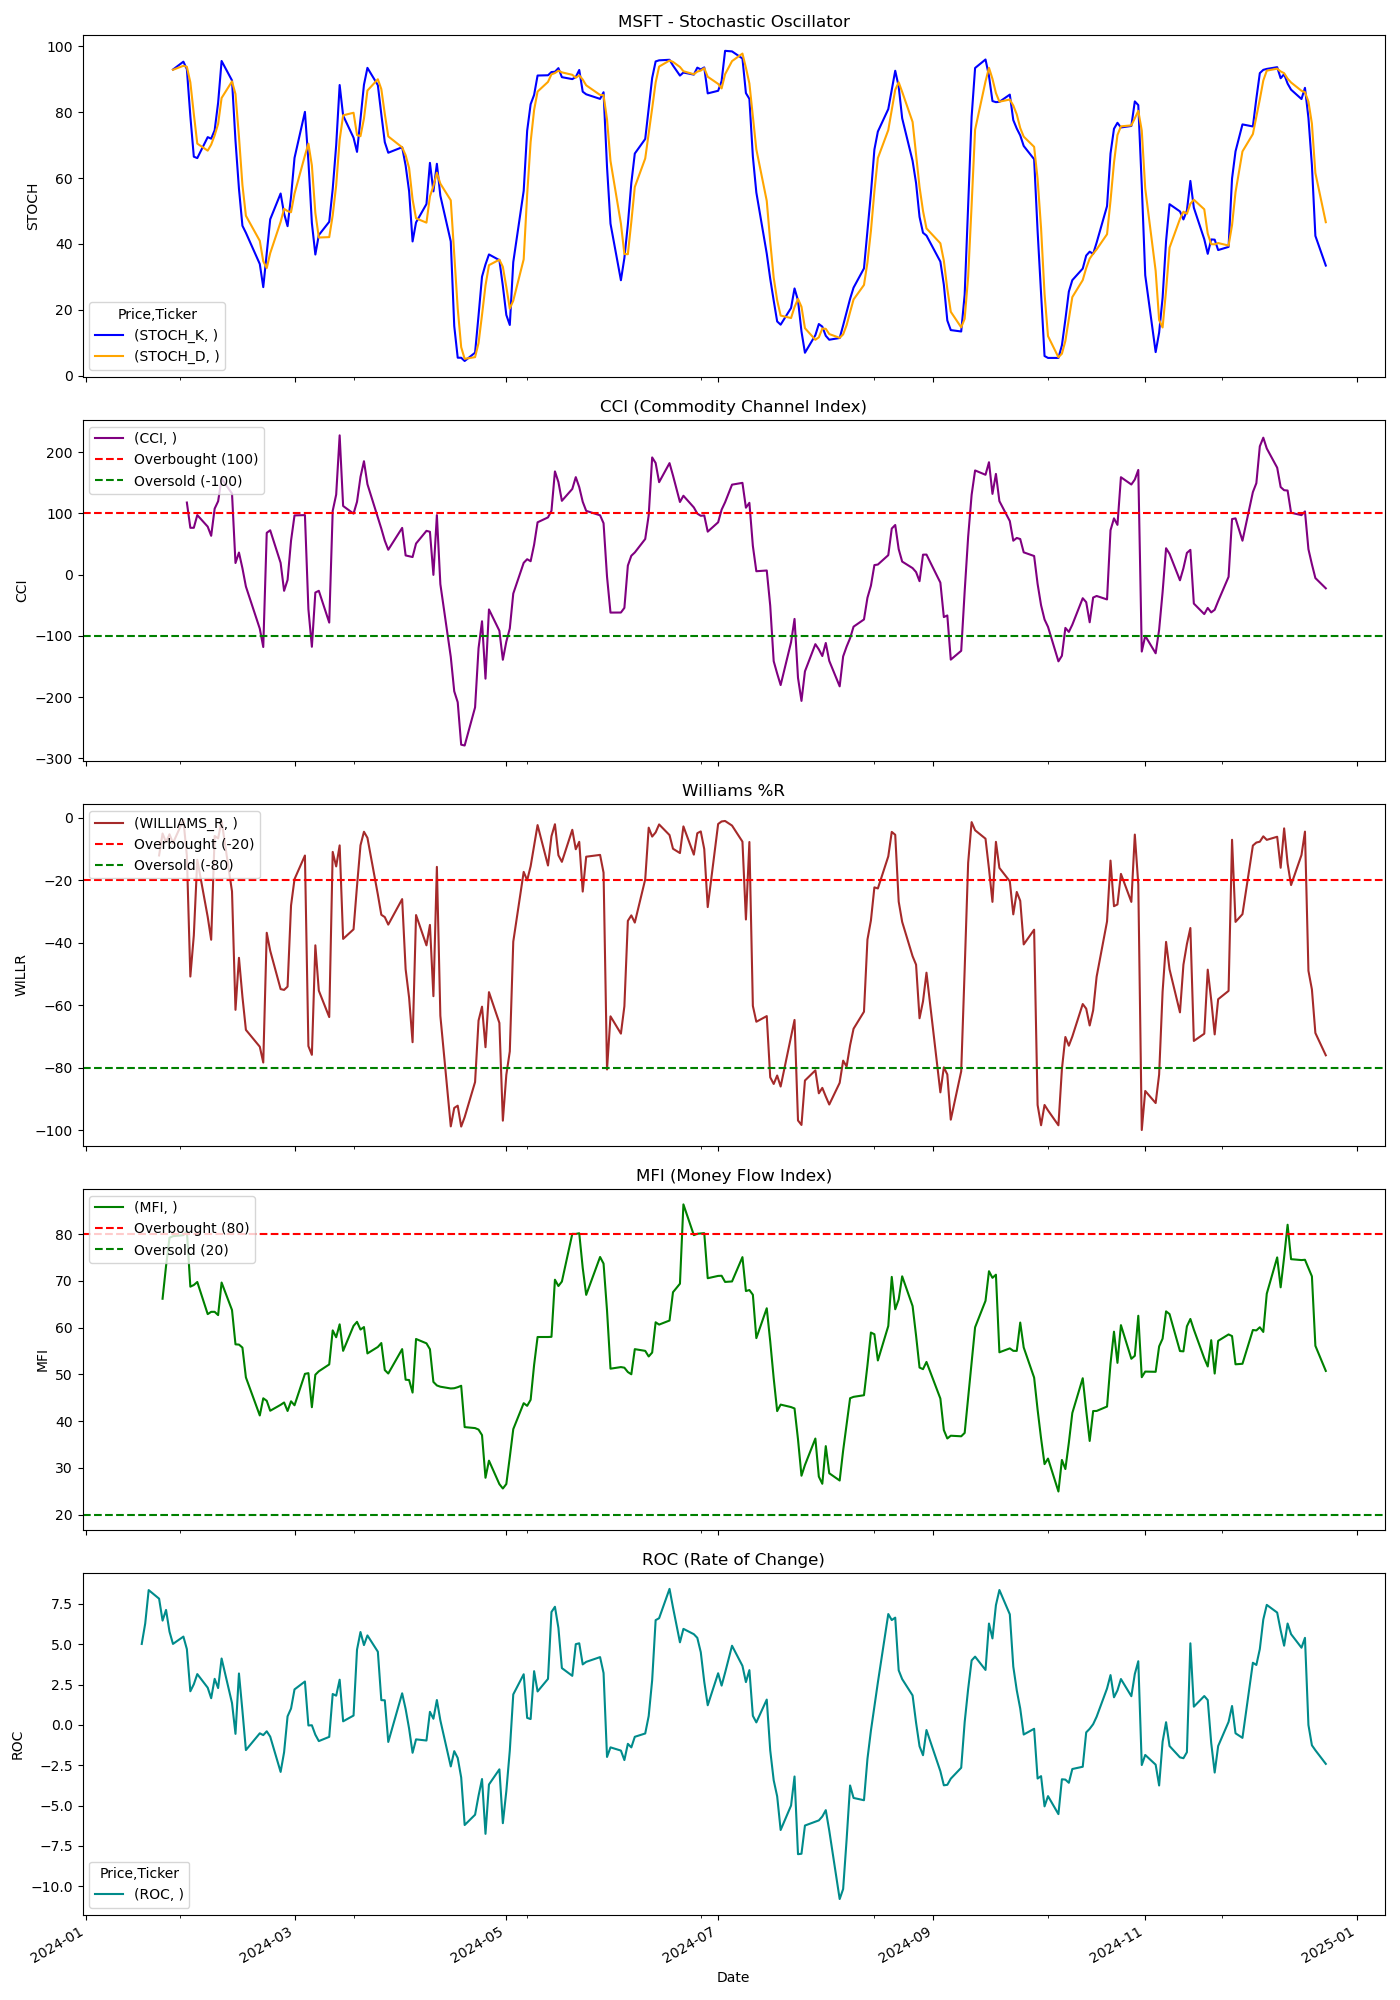 MSFT - Stochastic Oscillator
100
80
60
40
20
0
STOCH
Price,Ticker
(STOCH_K, )
(STOCH_D, )
CCI (Commodity Channel Index)
200
100
0
−100
−200
−300
CCI
(CCI, )
Overbought (100)
Oversold (-100)
Williams %R
0
−20
−40
−60
−80
−100
WILLR
(WILLIAMS_R, )
Overbought (-20)
Oversold (-80)
MFI (Money Flow Index)
80
70
60
50
40
30
20
MFI
(MFI, )
Overbought (80)
Oversold (20)
ROC (Rate of Change)
7.5
5.0
2.5
0.0
−2.5
−5.0
−7.5
−10.0
ROC
Price,Ticker
(ROC, )
2024-01
2024-03
2024-05
2024-07
2024-09
2024-11
2025-01
Date